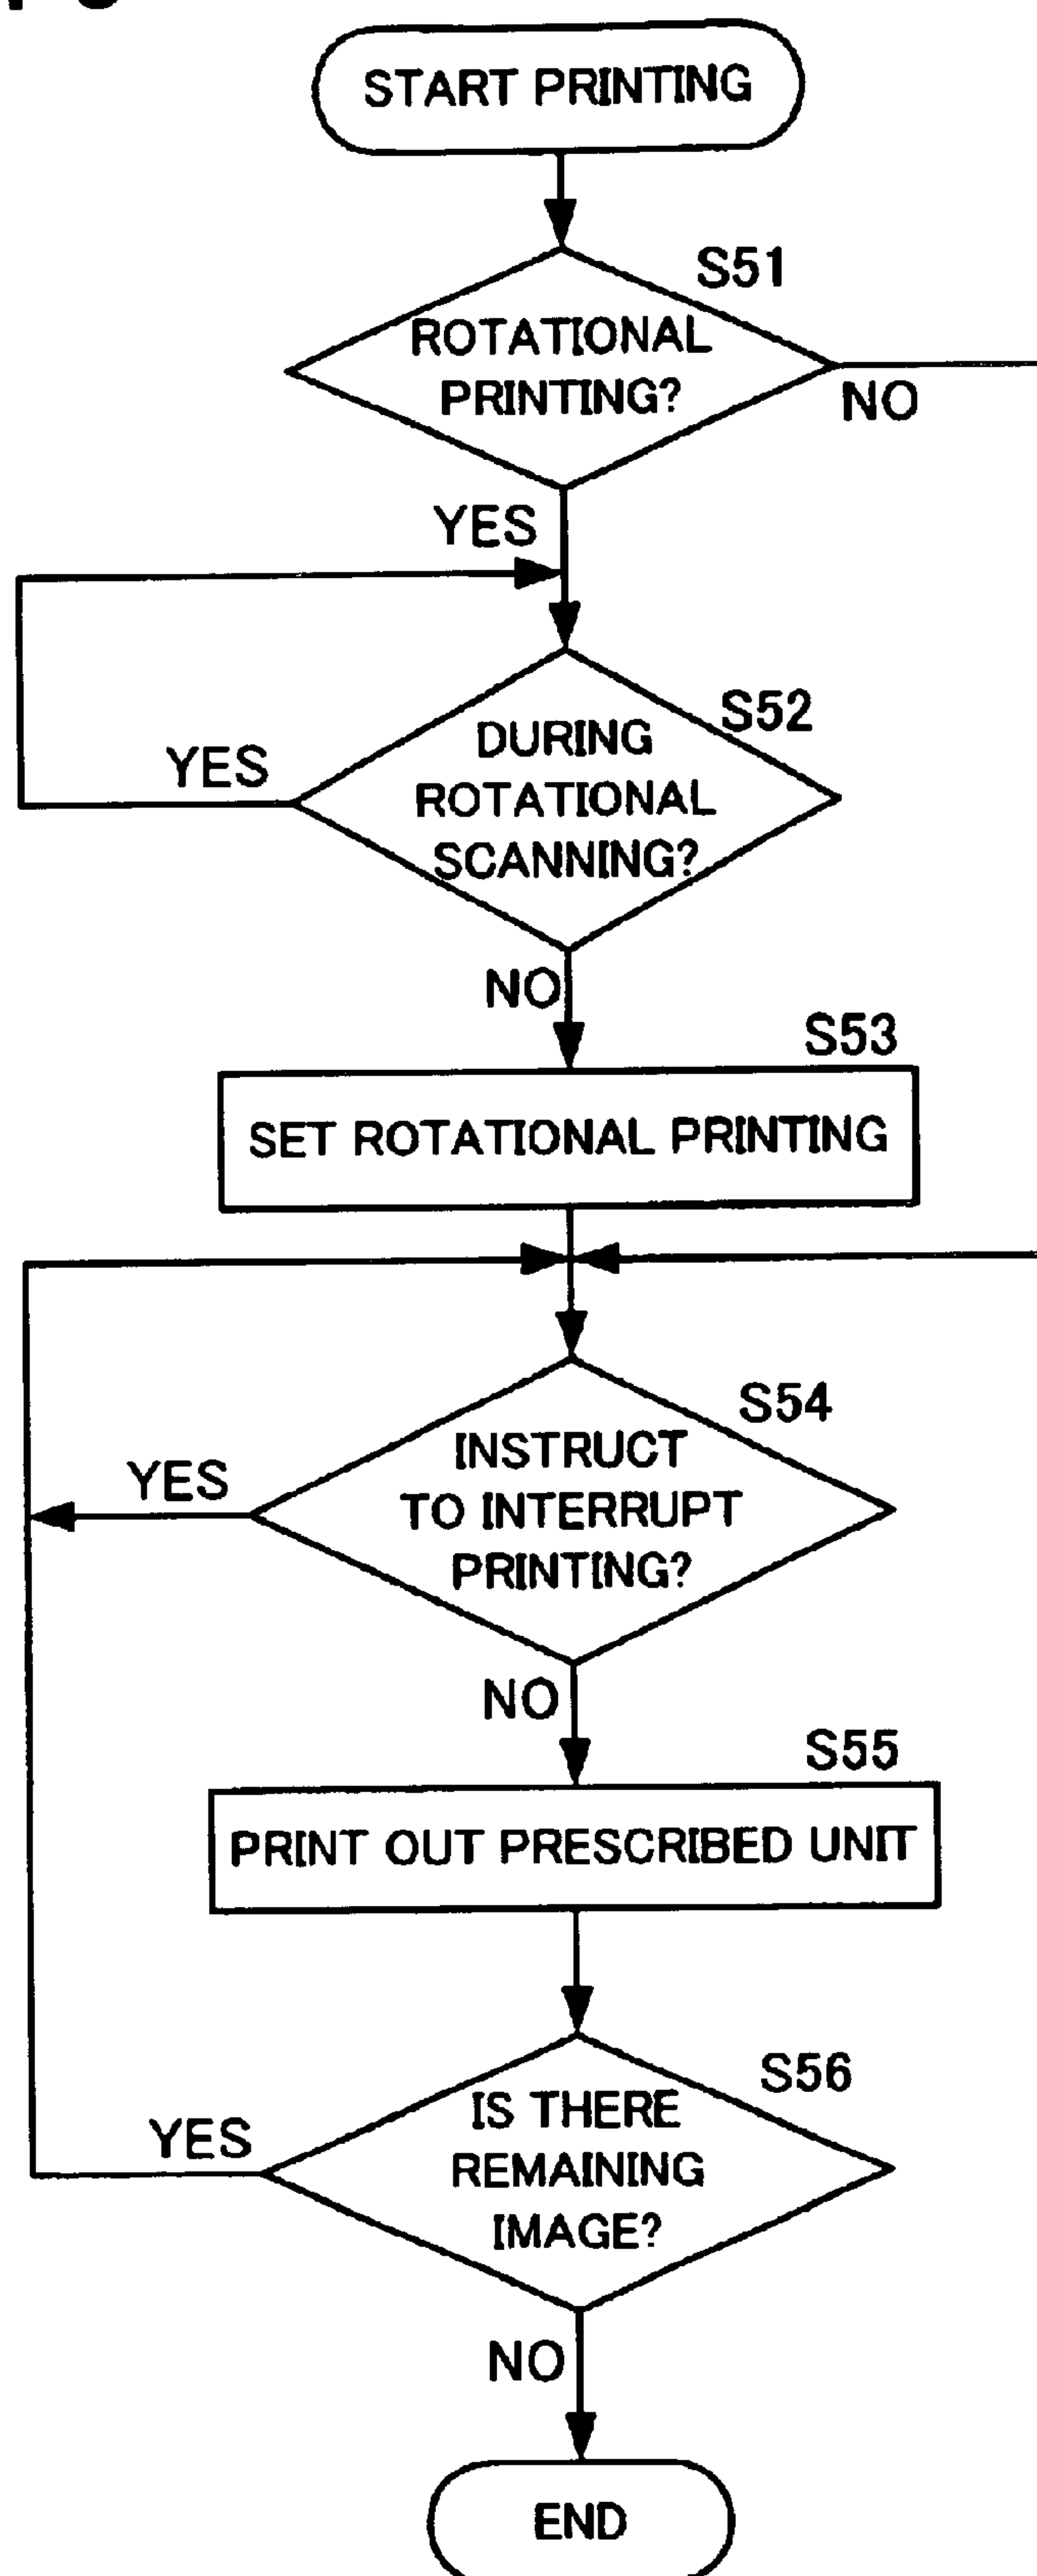 START PRINTING
S51
ROTATIONAL
PRINTING?
NO
YES
S52
DURING
ROTATIONAL
SCANNING?
YES
NO
S53
SET ROTATIONAL PRINTING
S54
INSTRUCT
TO INTERRUPT
PRINTING?
YES
NO
S55
PRINT OUT PRESCRIBED UNIT
S56
IS THERE
REMAINING
IMAGE?
YES
NO
END